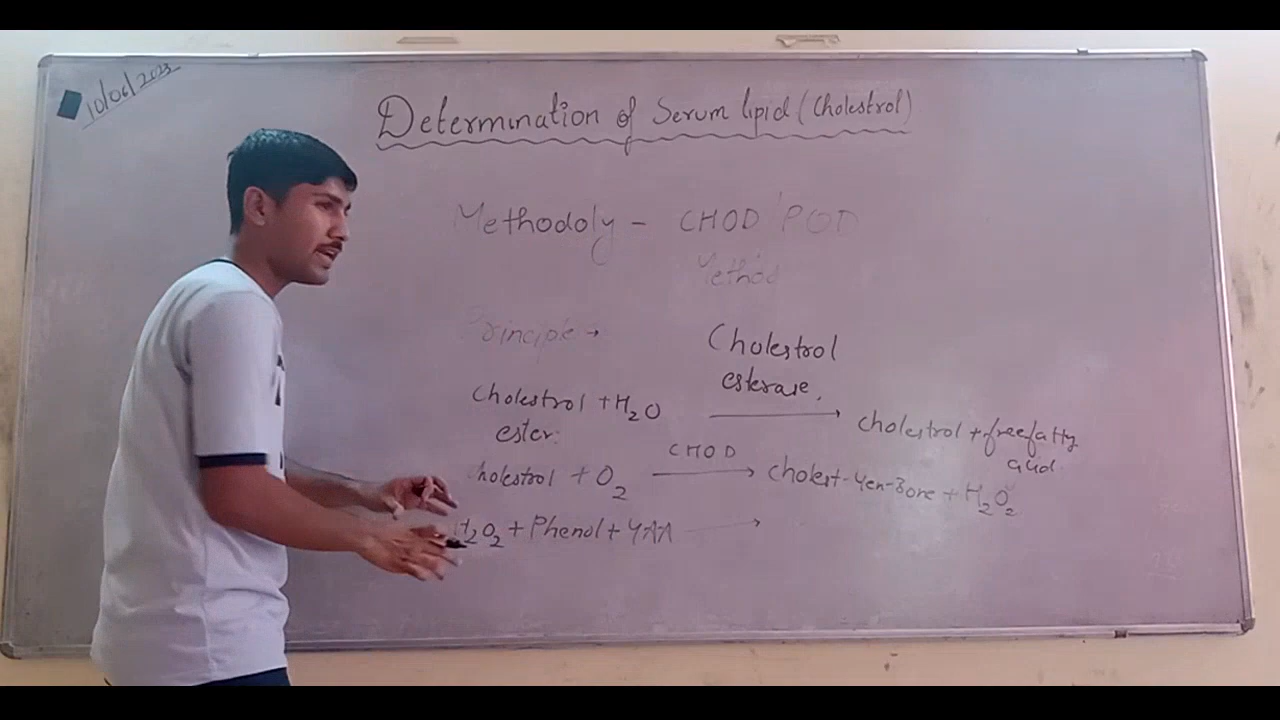 10/06/2023
Determination of Serum lipid (Cholestrol)
Methodoly - CHOD 'POD
Method
Principle →
Cholestrol
esterase,
Cholestrol + H2O → cholestrol + free fatty
ester. acid.
Cholestrol + O2 CHOD → cholest-4en-3one + H2O2
H2O2 + Phenol + 4AA →